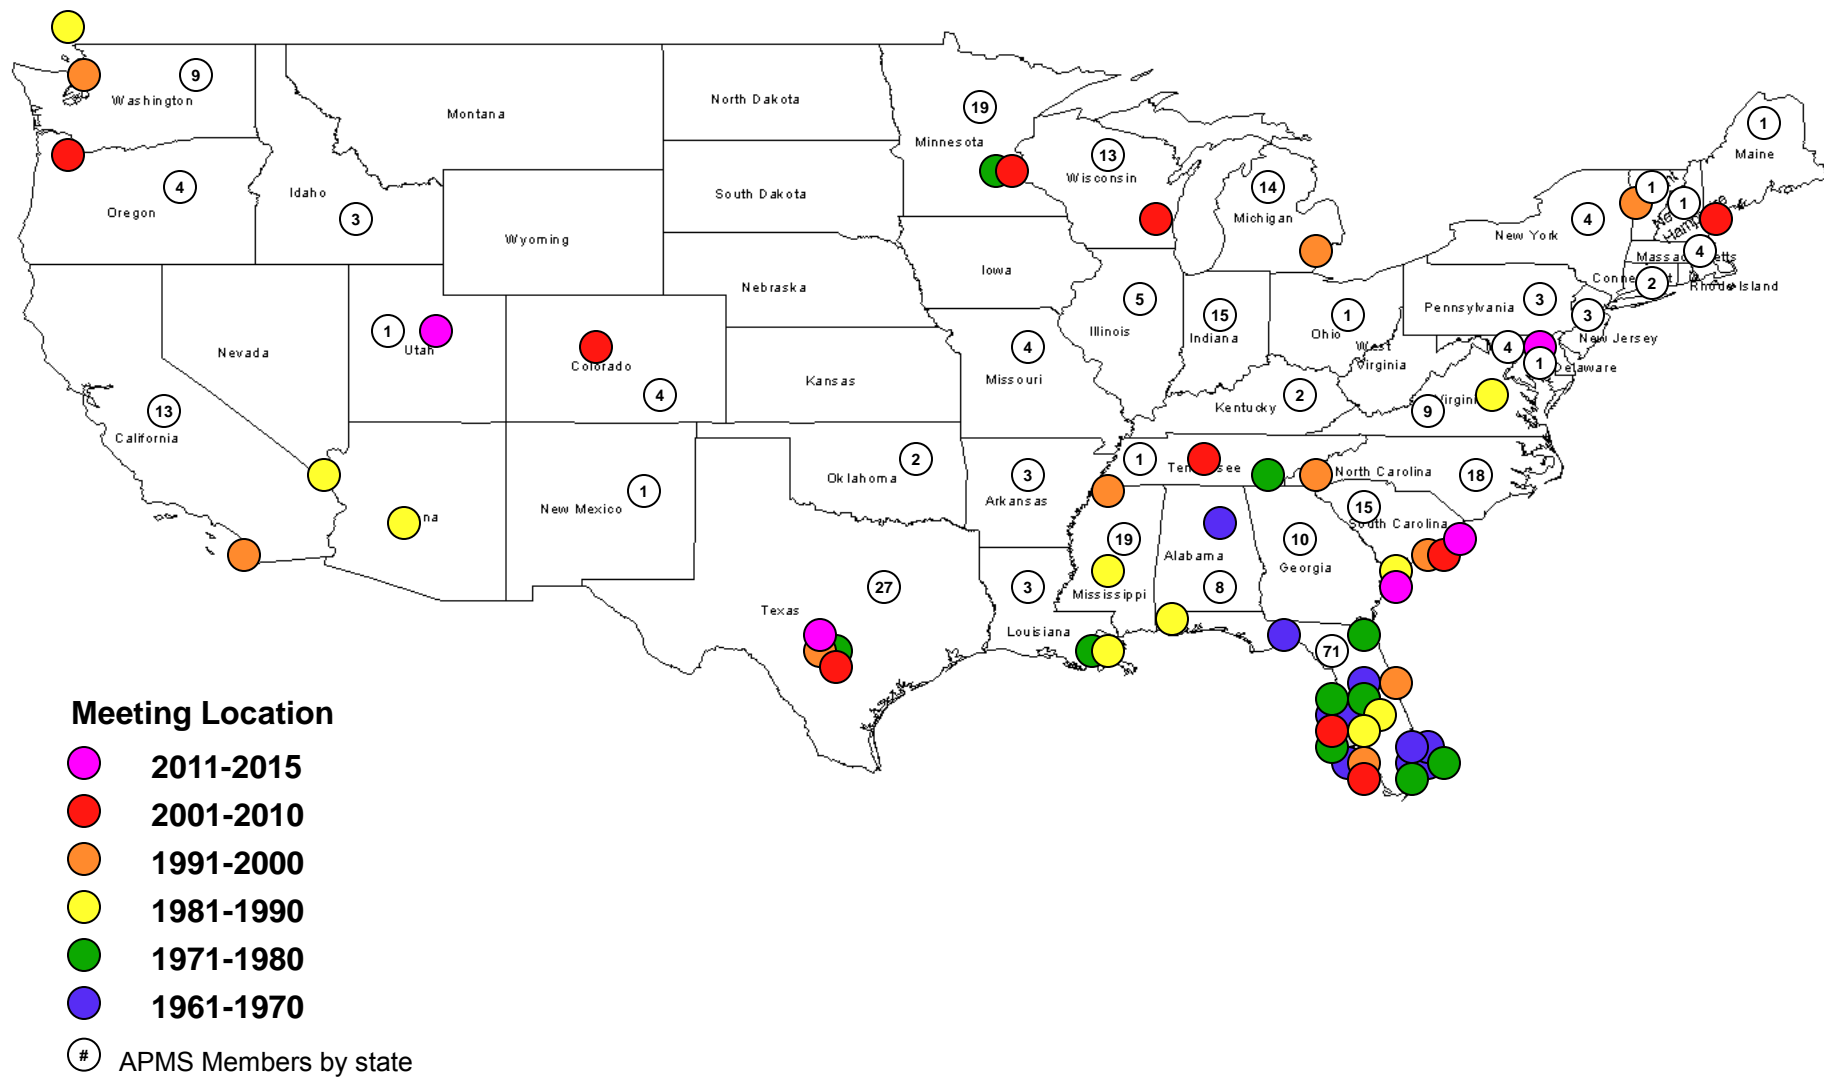 9
Washington
Montana
North Dakota
19
Minnesota
1
Maine
13
Wisconsin
14
Michigan
4
Oregon
Idaho
3
South Dakota
Wyoming
1
1
4
New York
4
Massachusetts
Iowa
Nebraska
5
Illinois
15
Indiana
1
Ohio
Pennsylvania
3
2
Rhode Island
3
New Jersey
Nevada
1
Utah
Colorado
4
Kansas
4
Missouri
West
Virginia
4
1
Delaware
13
California
2
Kentucky
9
Virgini
2
Oklahoma
3
Arkansas
1
North Carolina
18
New Mexico
1
na
15
South Carolina
19
Mississippi
Alabama
8
10
Georgia
27
Texas
3
Louisiana
71
Meeting Location
2011-2015
2001-2010
1991-2000
1981-1990
1971-1980
1961-1970
# APMS Members by state